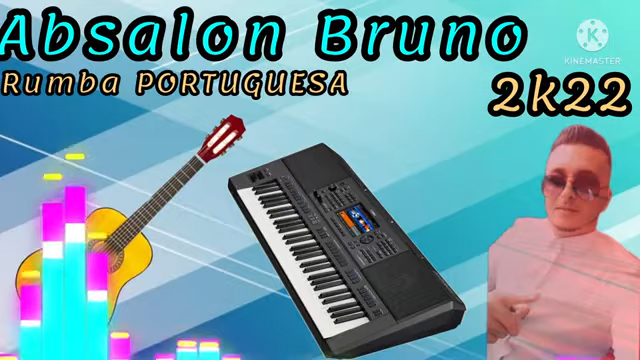 Absalon Bruno
Rumba PORTUGUESA
2k22
K
KINEMASTER